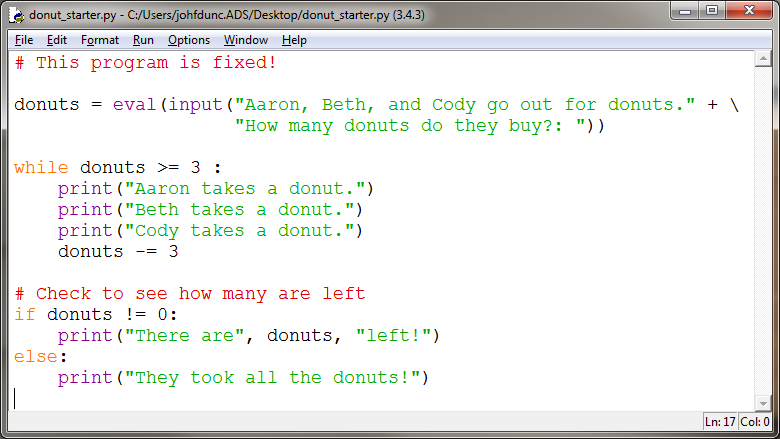 donut_starter.py - C:/Users/johfdunc.ADS/Desktop/donut_starter.py (3.4.3)
File Edit Format Run Options Window Help
# This program is fixed!
donuts = eval(input("Aaron, Beth, and Cody go out for donuts." + \
"How many donuts do they buy?: "))
while donuts >= 3 :
print("Aaron takes a donut.")
print("Beth takes a donut.")
print("Cody takes a donut.")
donuts -= 3
# Check to see how many are left
if donuts != 0:
print("There are", donuts, "left!")
else:
print("They took all the donuts!")
Ln: 17 Col: 0